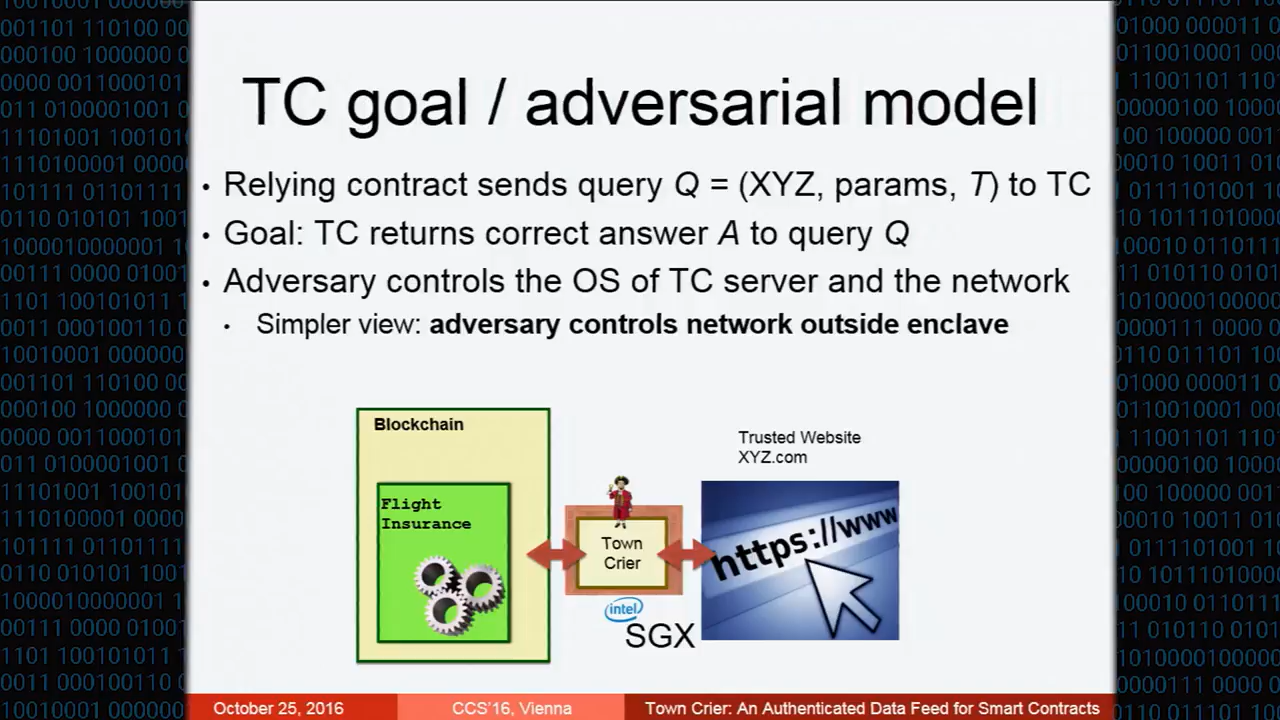 TC goal / adversarial model
• Relying contract sends query Q = (XYZ, params, T) to TC
• Goal: TC returns correct answer A to query Q
• Adversary controls the OS of TC server and the network
• Simpler view: adversary controls network outside enclave
Blockchain
Flight
Insurance
Town
Crier
intel
SGX
Trusted Website
XYZ.com
https://www
October 25, 2016
CCS'16, Vienna
Town Crier: An Authenticated Data Feed for Smart Contracts